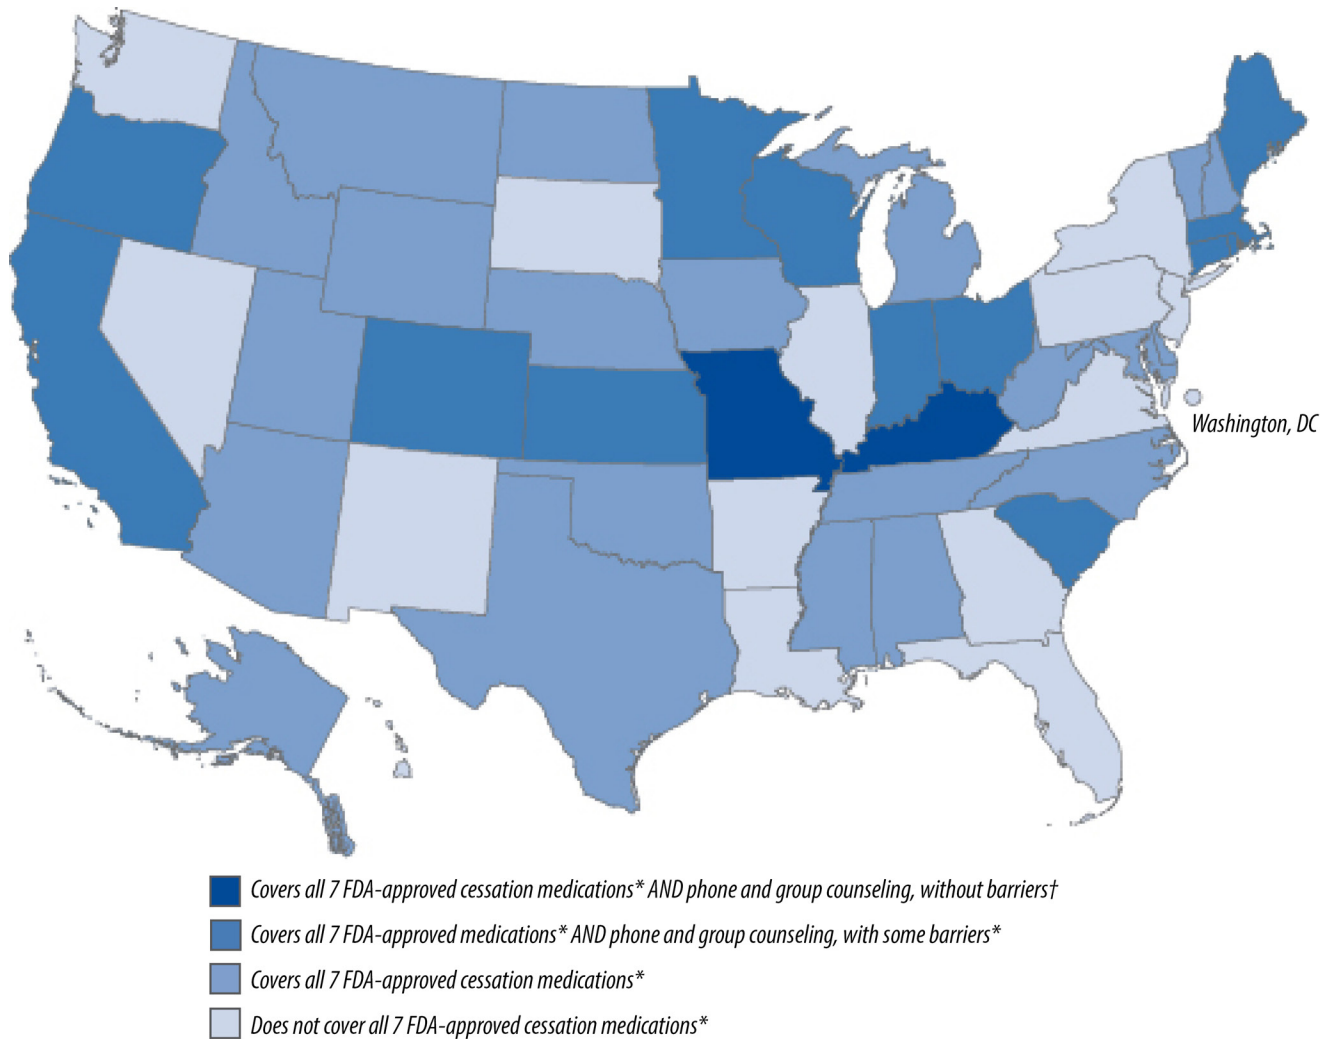 Washington, DC
Covers all 7 FDA-approved cessation medications* AND phone and group counseling, without barriers†
Covers all 7 FDA-approved medications* AND phone and group counseling, with some barriers*
Covers all 7 FDA-approved cessation medications*
Does not cover all 7 FDA-approved cessation medications*